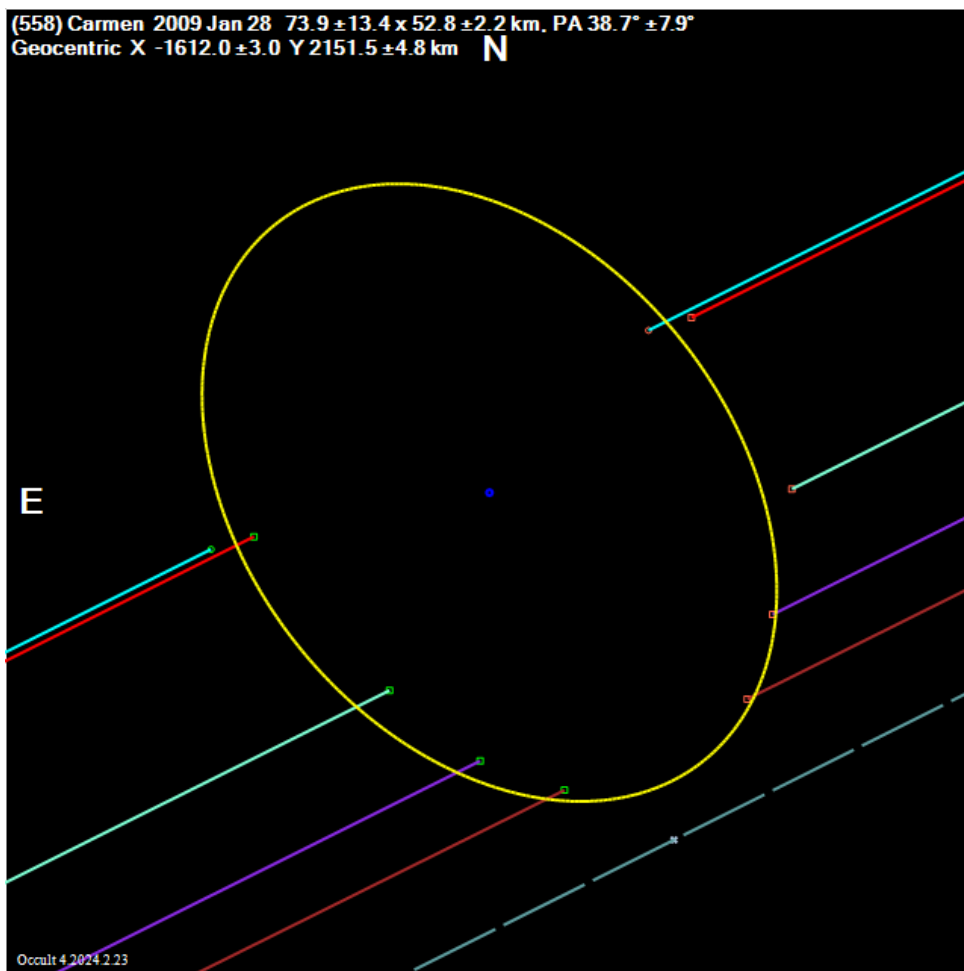 (558) Carmen 2009 Jan 28 73.9 ±13.4 x 52.8 ±2.2 km, PA 38.7° ±7.9°
Geocentric X -1612.0 ±3.0 Y 2151.5 ±4.8 km N
E
Occult 4.2024.2.23